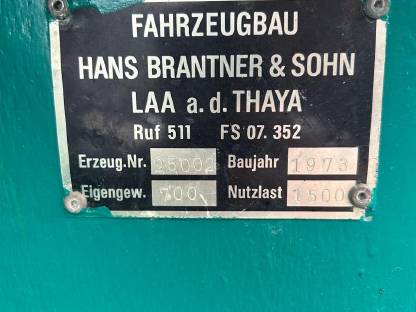 FAHRZEUGBAU
HANS BRANTNER & SOHN
LAA a.d. THAYA
Ruf 511 FS 07. 352
Erzeug.Nr. 25002 Baujahr 1973
Eigengew. 700 Nutzlast 1500